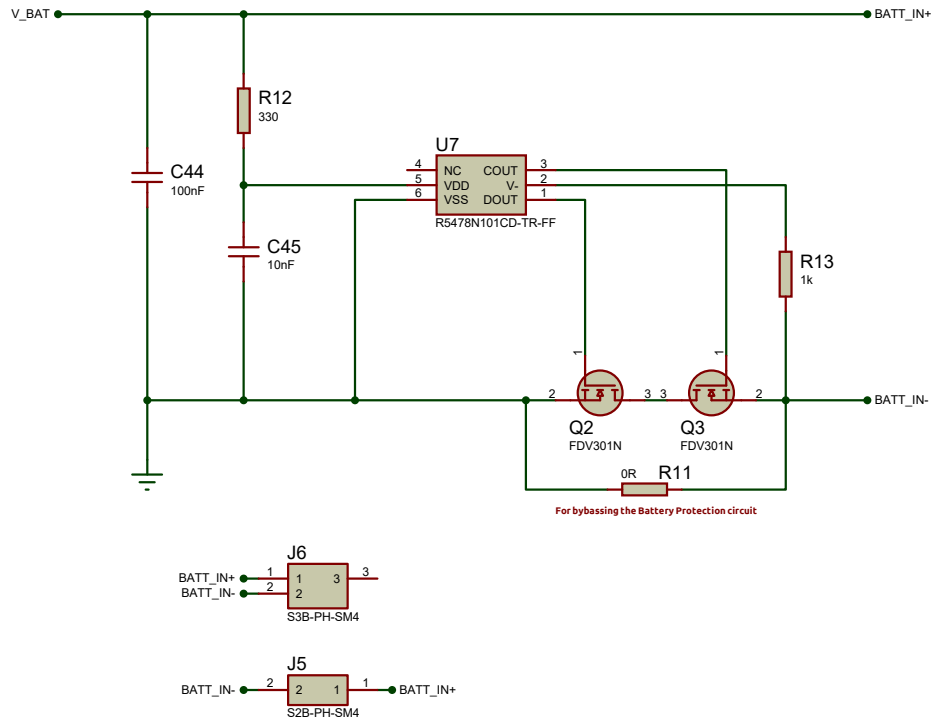 V_BAT
BATT_IN+
R12
330
C44
100nF
U7
4 NC COUT 3
5 VDD V- 2
6 VSS DOUT 1
R5478N101CD-TR-FF
C45
10nF
R13
1k
1
1
2
3 3
2
BATT_IN-
Q2
FDV301N
Q3
FDV301N
0R R11
For bybassing the Battery Protection circuit
J6
BATT_IN+ 1 1 3 3
BATT_IN- 2 2
S3B-PH-SM4
J5
BATT_IN- 2 2 1 1 BATT_IN+
S2B-PH-SM4